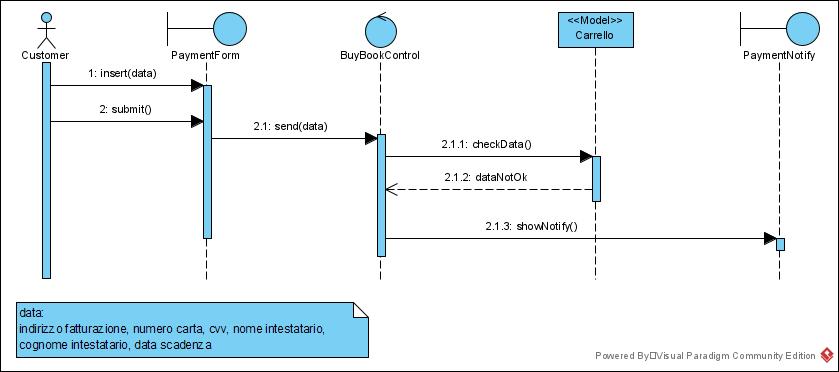 <<Model>>
Carrello
Customer
PaymentForm
BuyBookControl
PaymentNotify
1: insert(data)
2: submit()
2.1: send(data)
2.1.1: checkData()
2.1.2: dataNotOk
2.1.3: showNotify()
data:
indirizzo fatturazione, numero carta, cvv, nome intestatario,
cognome intestatario, data scadenza
Powered By□Visual Paradigm Community Edition